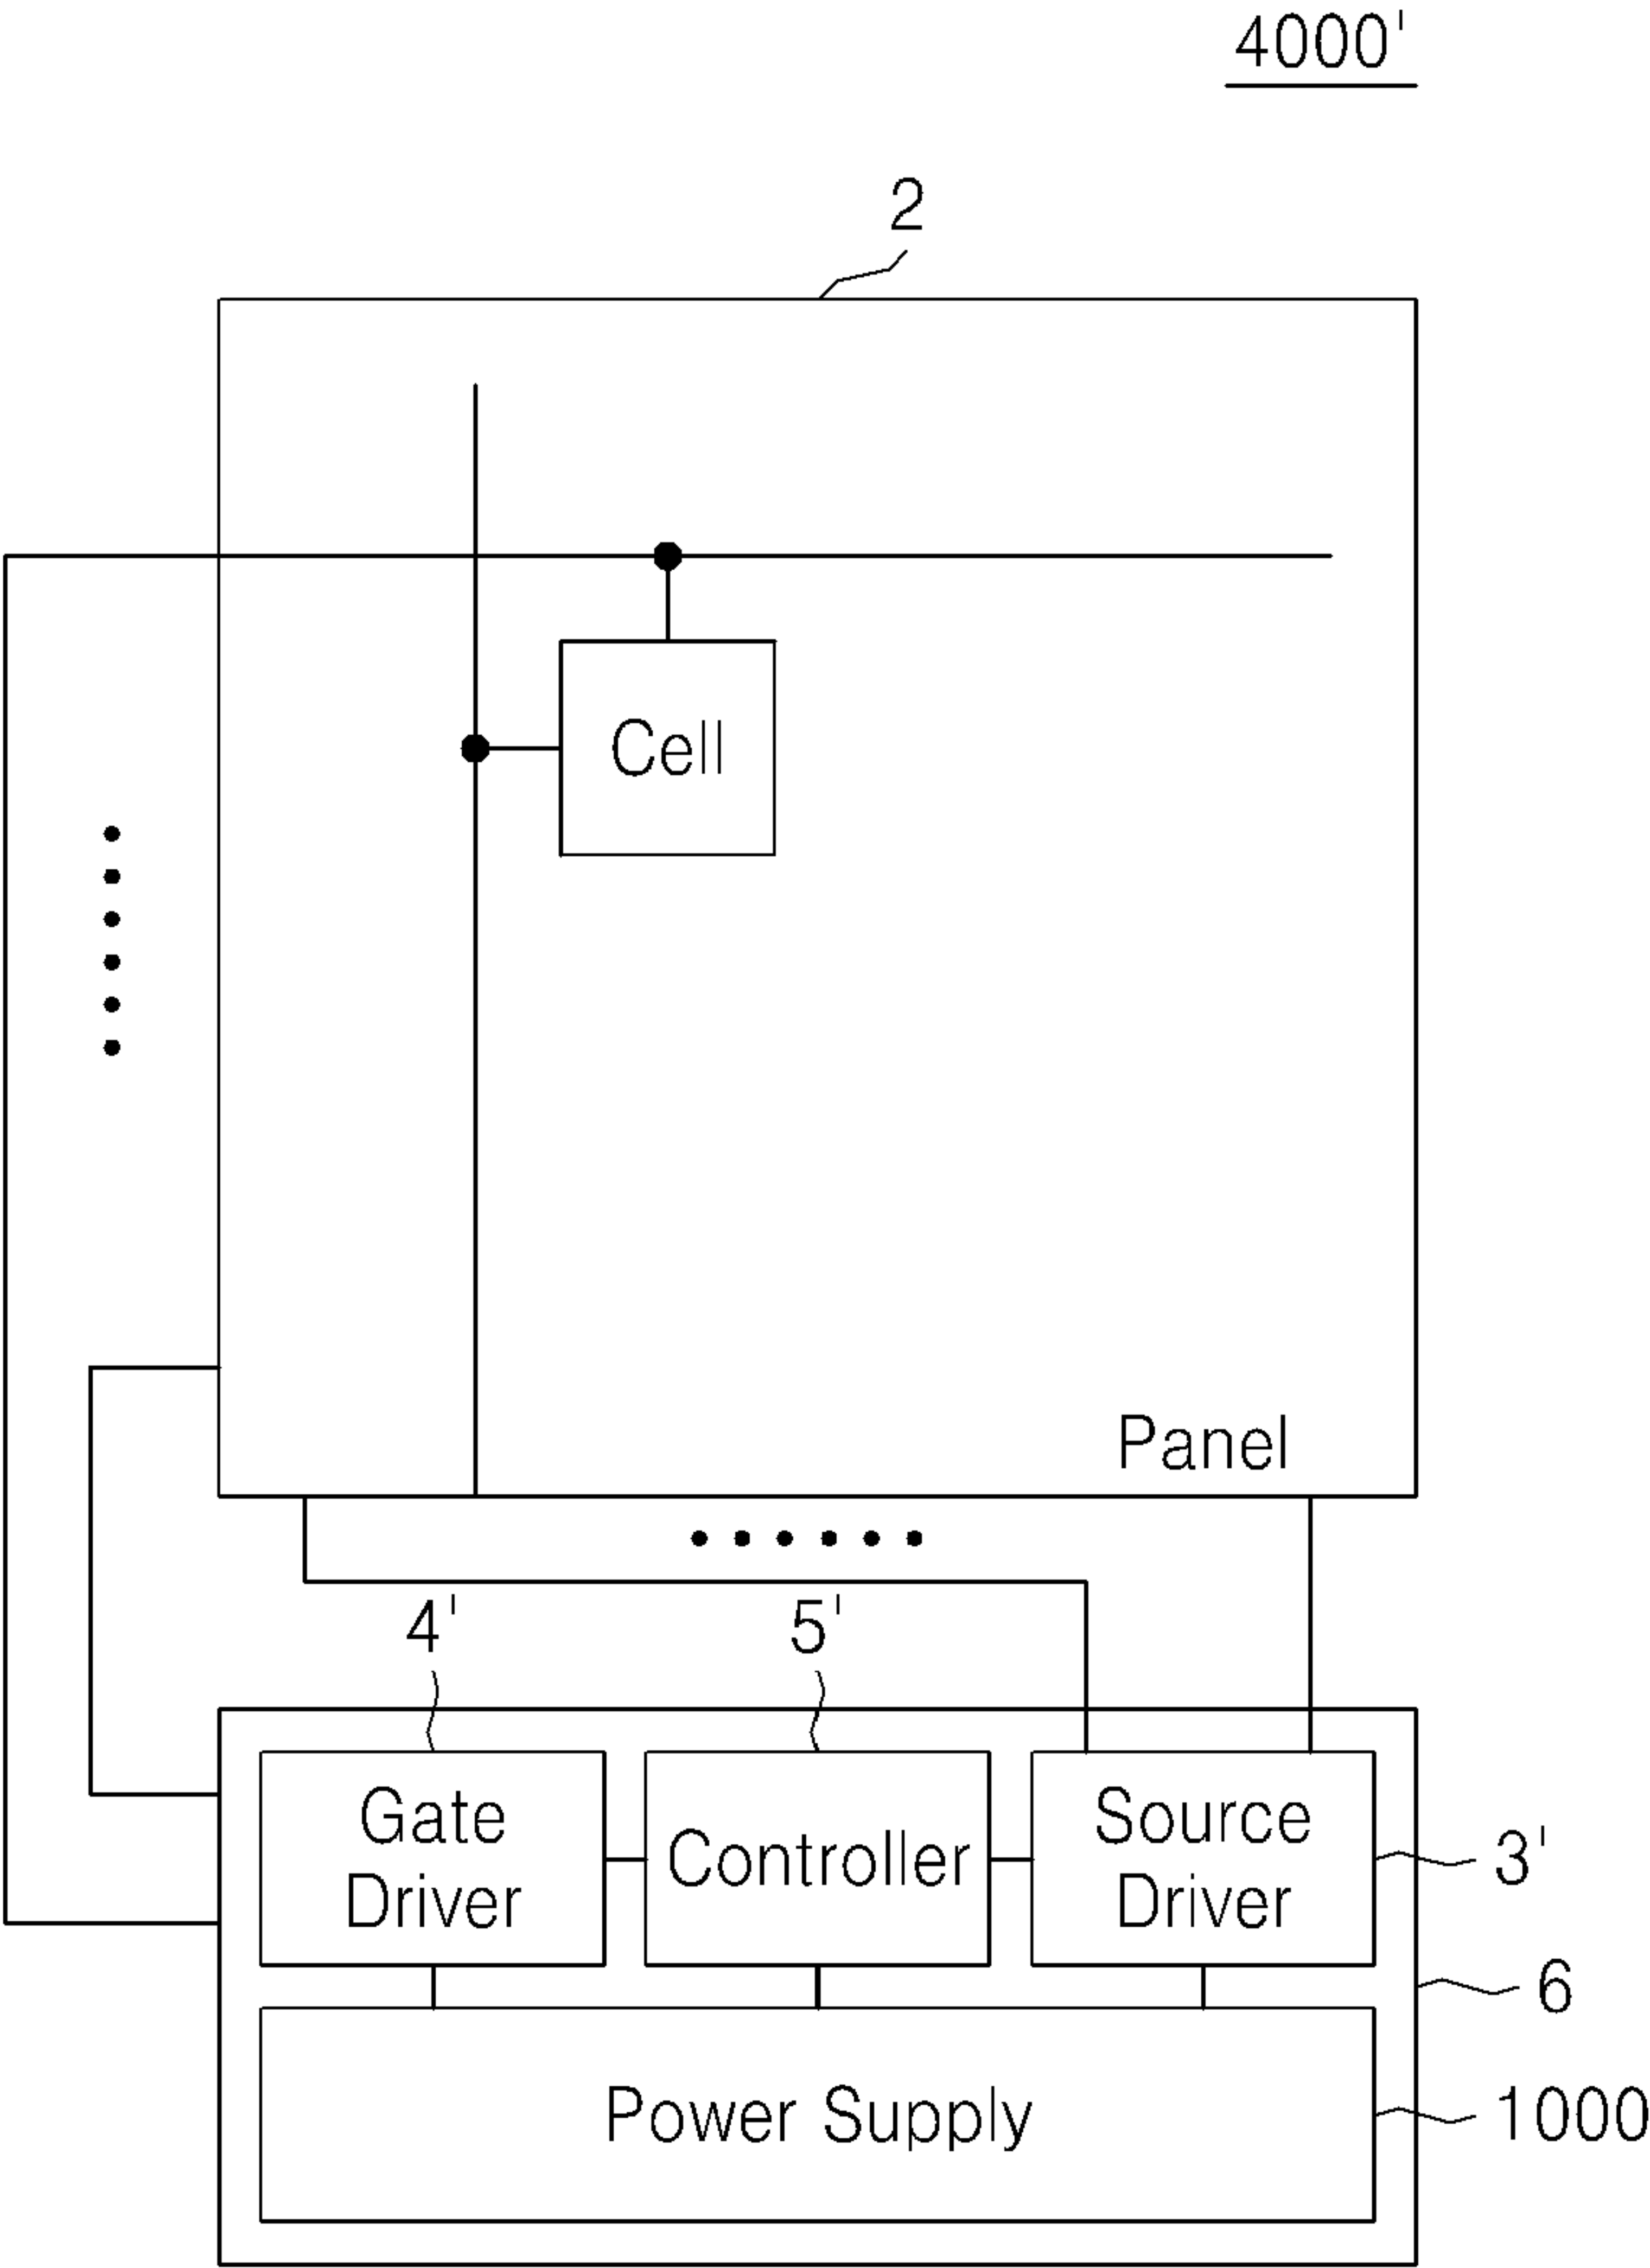 4000'
2
Cell
Panel
4'
5'
Gate
Driver
Controller
Source
Driver
3'
6
Power Supply
1000